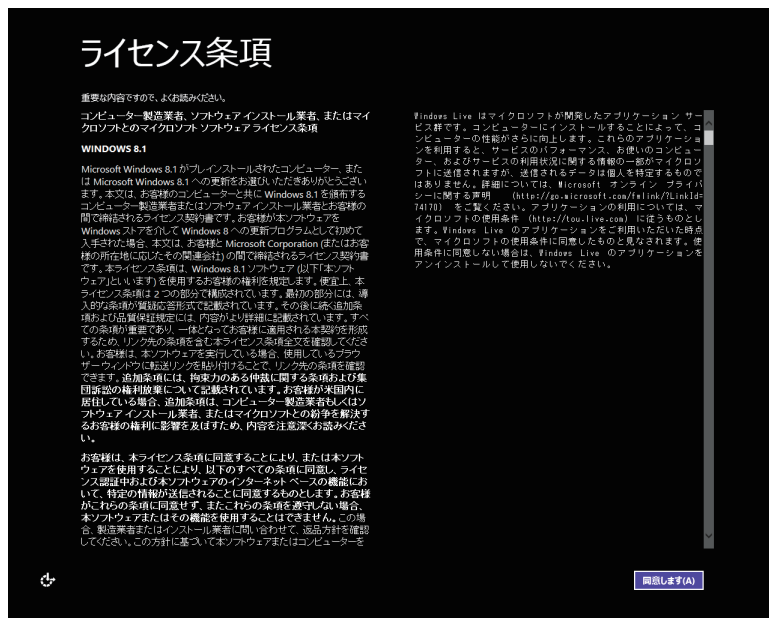 ライセンス条項
重要な内容ですので、よくお読みください。
コンピューター製造業者、ソフトウェア インストール業者、またはマイ
クロソフトとのマイクロソフト ソフトウェア ライセンス条項
WINDOWS 8.1
Microsoft Windows 8.1 がプレインストールされたコンピューター、また
は Microsoft Windows 8.1 への更新をお選びいただきありがとうござい
ます。本文は、お客様のコンピューターと共に Windows 8.1 を頒布する
コンピューター製造業者またはソフトウェア インストール業者とお客様の
間で締結されるライセンス契約書です。お客様が本ソフトウェアを
Windows ストアを介して Windows 8 への更新プログラムとして初めて
入手された場合、本文は、お客様と Microsoft Corporation (またはお客
様の所在地に応じたその関連会社) の間で締結されるライセンス契約書
です。本ライセンス条項は、Windows 8.1 ソフトウェア (以下「本ソフト
ウェア」といいます) を使用するお客様の権利を規定します。便宜上、本
ライセンス条項は 2 つの部分で構成されています。最初の部分には、導
入的な条項が質疑応答形式で記載されています。その後に続く追加条
項および品質保証規定には、内容がより詳細に記載されています。すべ
ての条項が重要であり、一体となってお客様に適用される本契約を形成
するため、リンク先の条項を含む本ライセンス条項全文を確認してくださ
い。お客様は、本ソフトウェアを実行している場合、使用しているブラウ
ザー ウィンドウに転送リンクを貼り付けることで、リンク先の条項を確認
できます。追加条項には、拘束力のある仲裁に関する条項および集
団訴訟の権利放棄について記載されています。お客様が米国内に
居住している場合、追加条項は、コンピューター製造業者もしくはソ
フトウェア インストール業者、またはマイクロソフトとの紛争を解決す
るお客様の権利に影響を及ぼすため、内容を注意深くお読みくださ
い。
お客様は、本ライセンス条項に同意することにより、または本ソフト
ウェアを使用することにより、以下のすべての条項に同意し、ライセ
ンス認証中および本ソフトウェアのインターネット ベースの機能にお
いて、特定の情報が送信されることに同意するものとします。お客様
がこれらの条項に同意せず、またこれらの条項を遵守しない場合、
本ソフトウェアまたはその機能を使用することはできません。この場
合、製造業者またはインストール業者に問い合わせて、返品方針を確認
してください。この方針に基づいて本ソフトウェアまたはコンピューターを
Windows Live はマイクロソフトが開発したアプリケーション サー
ビス群です。コンピューターにインストールすることによって、コ
ンピューターの性能がさらに向上します。これらのアプリケーショ
ンを利用すると、サービスのパフォーマンス、お使いのコンピュー
ター、およびサービスの利用状況に関する情報の一部がマイクロソ
フトに送信されますが、送信されるデータは個人を特定するもので
はありません。詳細については、Microsoft オンライン プライバ
シーに関する声明 (http://go.microsoft.com/fwlink/?LinkId=
74170) をご覧ください。アプリケーションの利用については、マ
イクロソフトの使用条件 (http://tou.live.com) に従うものとし
ます。Windows Live のアプリケーションをご利用いただいた時点
で、マイクロソフトの使用条件に同意したものと見なされます。使
用条件に同意しない場合は、Windows Live のアプリケーションを
アンインストールして使用しないでください。
同意します(A)